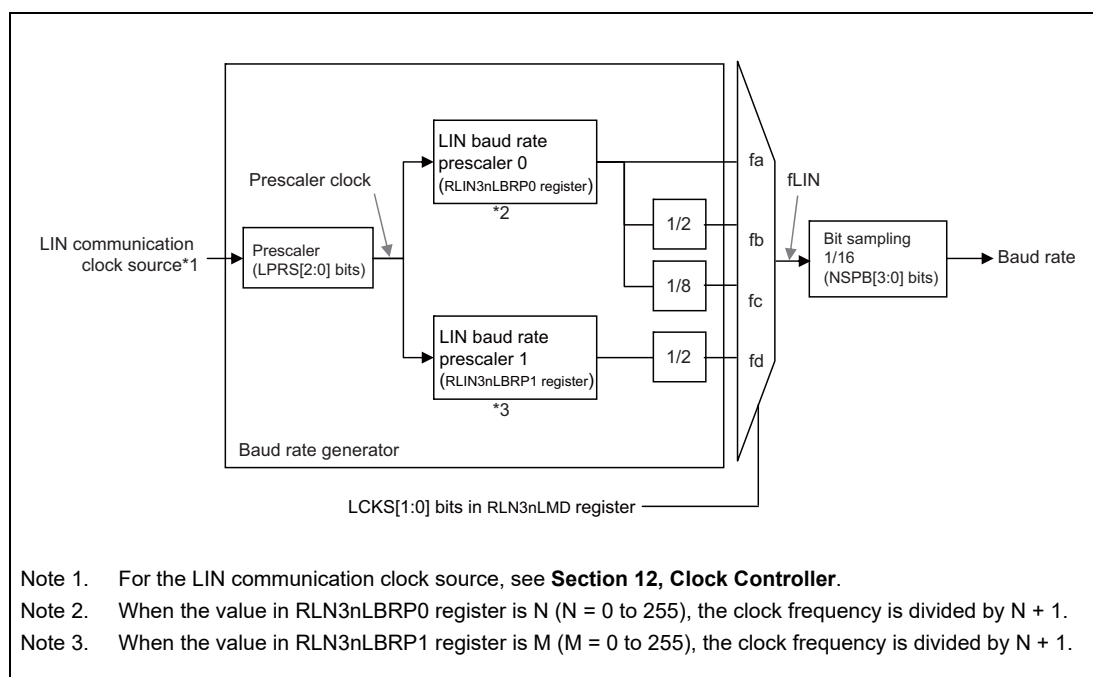 LIN baud rate
prescaler 0
(RLIN3nLBRP0 register)
*2
Prescaler clock
LIN communication
clock source*1
Prescaler
(LPRS[2:0] bits)
LIN baud rate
prescaler 1
(RLIN3nLBRP1 register)
*3
1/2
1/8
1/2
fa
fb
fc
fd
fLIN
Bit sampling
1/16
(NSPB[3:0] bits)
Baud rate
Baud rate generator
LCKS[1:0] bits in RLN3nLMD register
Note 1. For the LIN communication clock source, see Section 12, Clock Controller.
Note 2. When the value in RLN3nLBRP0 register is N (N = 0 to 255), the clock frequency is divided by N + 1.
Note 3. When the value in RLN3nLBRP1 register is M (M = 0 to 255), the clock frequency is divided by N + 1.